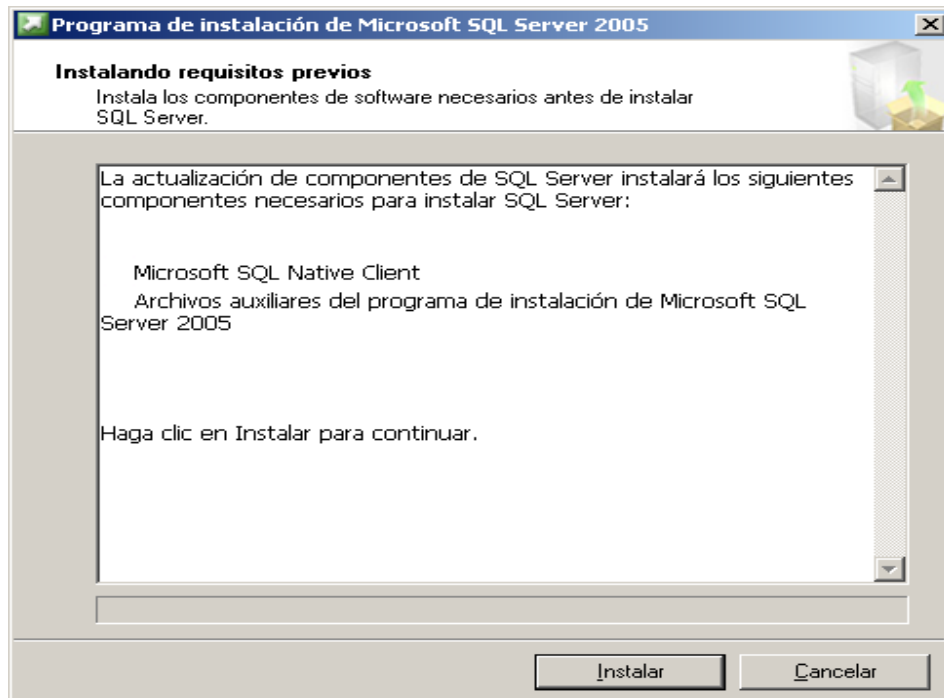 Programa de instalación de Microsoft SQL Server 2005
Instalando requisitos previos
Instala los componentes de software necesarios antes de instalar
SQL Server.
La actualización de componentes de SQL Server instalará los siguientes
componentes necesarios para instalar SQL Server:
Microsoft SQL Native Client
Archivos auxiliares del programa de instalación de Microsoft SQL
Server 2005
Haga clic en Instalar para continuar.
Instalar
Cancelar